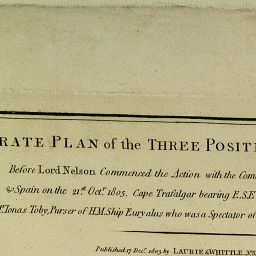 RATE PLAN of the THREE POSITI
Before Lord Nelson Commenced the Action with the Com
& Spain on the 21st Octr. 1805. Cape Trafalgar bearing E.S.E
r. Jonas Toby, Purser of H.M. Ship Euryalus who was a Spectator of
Published 17 Decr. 1805 by LAURIE & WHITTLE No.